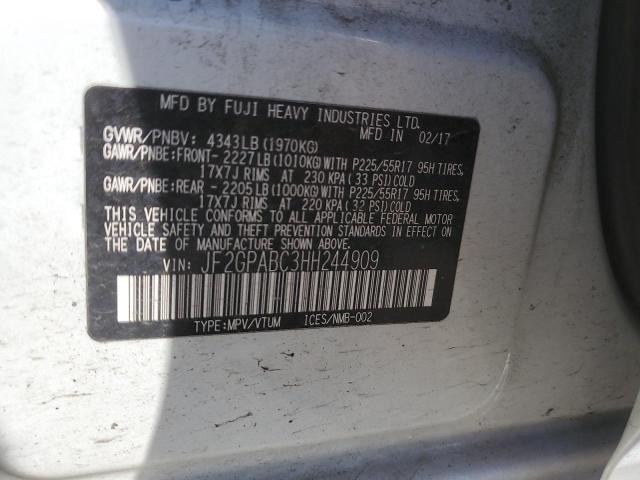 MFD BY FUJI HEAVY INDUSTRIES LTD.
MFD IN 02/17
GVWR/PNBV: 4343LB(1970KG)
GAWR/PNBE:FRONT- 2227LB(1010KG)WITH P225/55R17 95H TIRES,
17X7J RIMS AT 230 KPA(33 PSI)COLD
GAWR/PNBE:REAR - 2205LB(1000KG)WITH P225/55R17 95H TIRES,
17X7J RIMS AT 220 KPA(32 PSI)COLD
THIS VEHICLE CONFORMS TO ALL APPLICABLE FEDERAL MOTOR
VEHICLE SAFETY AND BUMPER STANDARDS IN EFFECT ON
THE DATE OF MANUFACTURE SHOWN ABOVE.
VIN: JF2GPABC3HH244909
TYPE:MPV/VTUM ICES/NMB-002